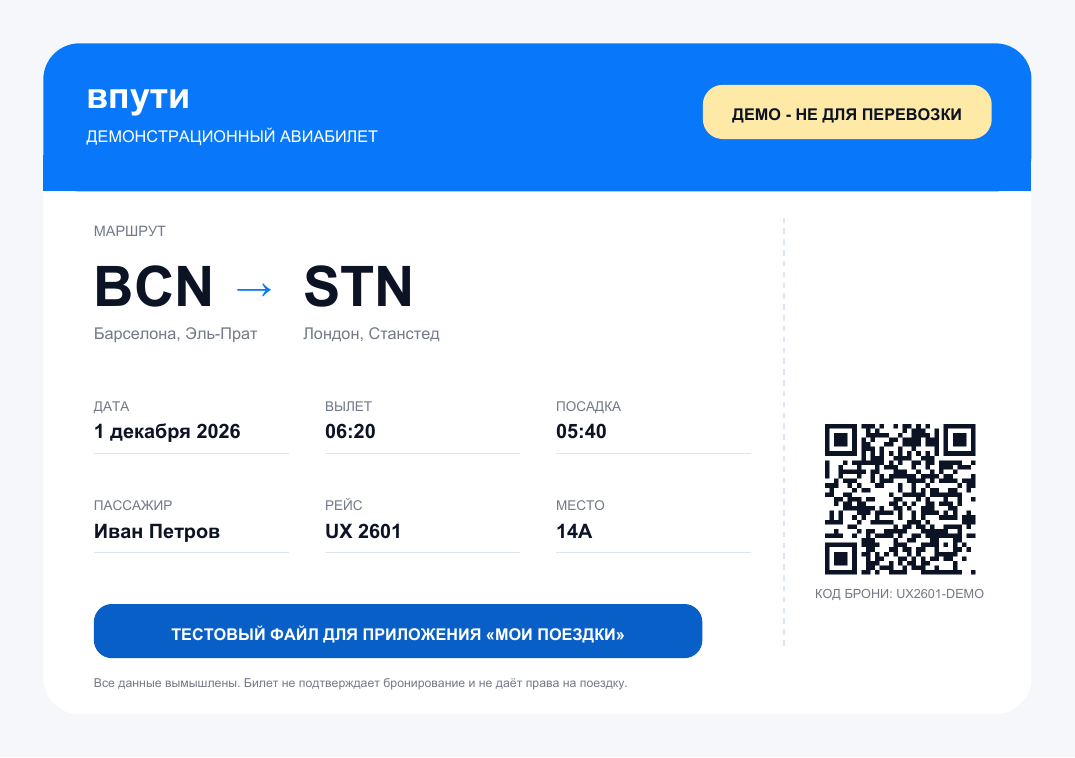 впути
ДЕМОНСТРАЦИОННЫЙ АВИАБИЛЕТ
ДЕМО - НЕ ДЛЯ ПЕРЕВОЗКИ
МАРШРУТ
BCN → STN
Барселона, Эль-Прат
Лондон, Станстед
ДАТА
1 декабря 2026
ВЫЛЕТ
06:20
ПОСАДКА
05:40
ПАССАЖИР
Иван Петров
РЕЙС
UX 2601
МЕСТО
14A
КОД БРОНИ: UX2601-DEMO
ТЕСТОВЫЙ ФАЙЛ ДЛЯ ПРИЛОЖЕНИЯ «МОИ ПОЕЗДКИ»
Все данные вымышлены. Билет не подтверждает бронирование и не даёт права на поездку.